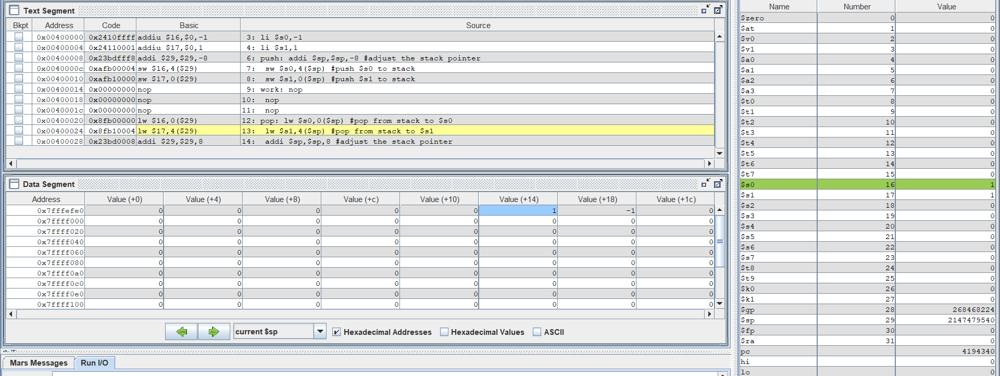 Text Segment
Bkpt Address Code Basic Source
0x00400000 0x2410ffff addiu $16,$0,-1 3: li $s0,-1
0x00400004 0x24110001 addiu $17,$0,1 4: li $s1,1
0x00400008 0x23bdfff8 addi $29,$29,-8 6: push: addi $sp,$sp,-8 #adjust the stack pointer
0x0040000c 0xafb00004 sw $16,4($29) 7: sw $s0,4($sp) #push $s0 to stack
0x00400010 0xafb10000 sw $17,0($29) 8: sw $s1,0($sp) #push $s1 to stack
0x00400014 0x00000000 nop 9: work: nop
0x00400018 0x00000000 nop 10: nop
0x0040001c 0x00000000 nop 11: nop
0x00400020 0x8fb00000 lw $16,0($29) 12: pop: lw $s0,0($sp) #pop from stack to $s0
0x00400024 0x8fb10004 lw $17,4($29) 13: lw $s1,4($sp) #pop from stack to $s1
0x00400028 0x23bd0008 addi $29,$29,8 14: addi $sp,$sp,8 #adjust the stack pointer
Data Segment
Address Value (+0) Value (+4) Value (+8) Value (+c) Value (+10) Value (+14) Value (+18) Value (+1c)
0x7fffefe0 0 0 0 0 0 1 -1 0
0x7ffff000 0 0 0 0 0 0 0 0
0x7ffff020 0 0 0 0 0 0 0 0
0x7ffff040 0 0 0 0 0 0 0 0
0x7ffff060 0 0 0 0 0 0 0 0
0x7ffff080 0 0 0 0 0 0 0 0
0x7ffff0a0 0 0 0 0 0 0 0 0
0x7ffff0c0 0 0 0 0 0 0 0 0
0x7ffff0e0 0 0 0 0 0 0 0 0
0x7ffff100 0 0 0 0 0 0 0 0
current $sp Hexadecimal Addresses Hexadecimal Values ASCII
Mars Messages Run I/O
Name Number Value
$zero 0 0
$at 1 0
$v0 2 0
$v1 3 0
$a0 4 0
$a1 5 0
$a2 6 0
$a3 7 0
$t0 8 0
$t1 9 0
$t2 10 0
$t3 11 0
$t4 12 0
$t5 13 0
$t6 14 0
$t7 15 0
$s0 16 1
$s1 17 1
$s2 18 0
$s3 19 0
$s4 20 0
$s5 21 0
$s6 22 0
$s7 23 0
$t8 24 0
$t9 25 0
$k0 26 0
$k1 27 0
$gp 28 268468224
$sp 29 2147479540
$fp 30 0
$ra 31 0
pc 4194340
hi 0
lo 0